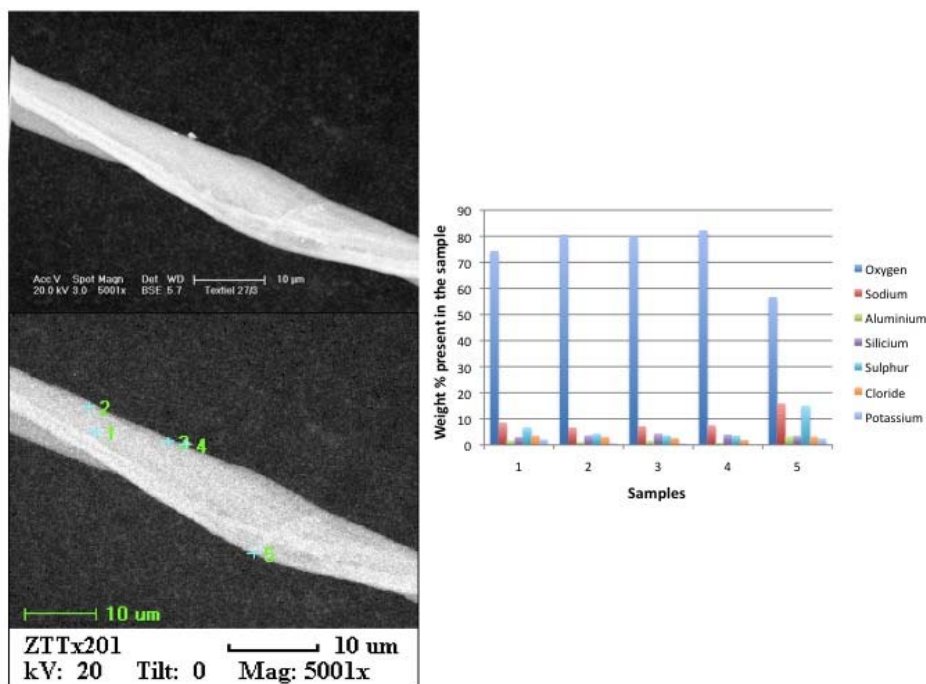 Acc V Spot Magn Det WD
20.0 kV 3.0 5001x BSE 5.7 Textiel 27/3
10 µm
2
1
3 4
5
10 um
ZTTx201 10 um
kV: 20 Tilt: 0 Mag: 5001x
Weight % present in the sample
90
80
70
60
50
40
30
20
10
0
1 2 3 4 5
Samples
Oxygen
Sodium
Aluminium
Silicium
Sulphur
Cloride
Potassium